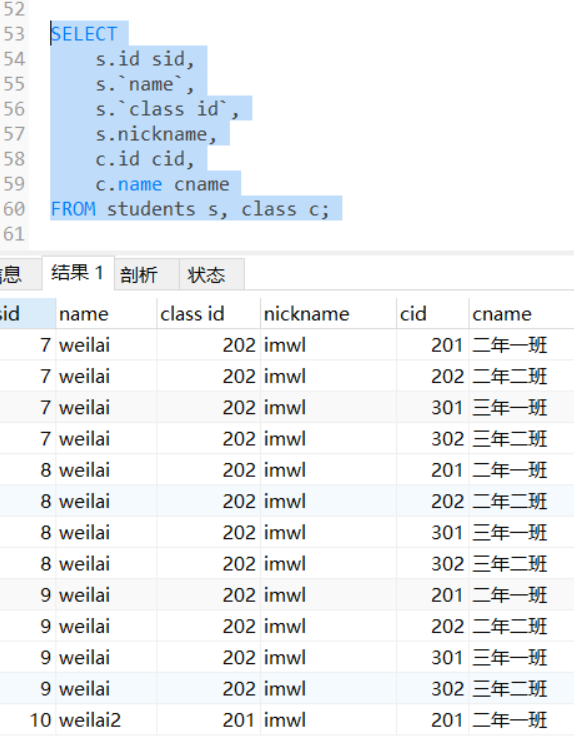 52
53 SELECT
54 s.id sid,
55 s.`name`,
56 s.`class id`,
57 s.nickname,
58 c.id cid,
59 c.name cname
60 FROM students s, class c;
61
息 结果 1 剖析 状态
sid name class id nickname cid cname
7 weilai 202 imwl 201 二年一班
7 weilai 202 imwl 202 二年二班
7 weilai 202 imwl 301 三年一班
7 weilai 202 imwl 302 三年二班
8 weilai 202 imwl 201 二年一班
8 weilai 202 imwl 202 二年二班
8 weilai 202 imwl 301 三年一班
8 weilai 202 imwl 302 三年二班
9 weilai 202 imwl 201 二年一班
9 weilai 202 imwl 202 二年二班
9 weilai 202 imwl 301 三年一班
9 weilai 202 imwl 302 三年二班
10 weilai2 201 imwl 201 二年一班